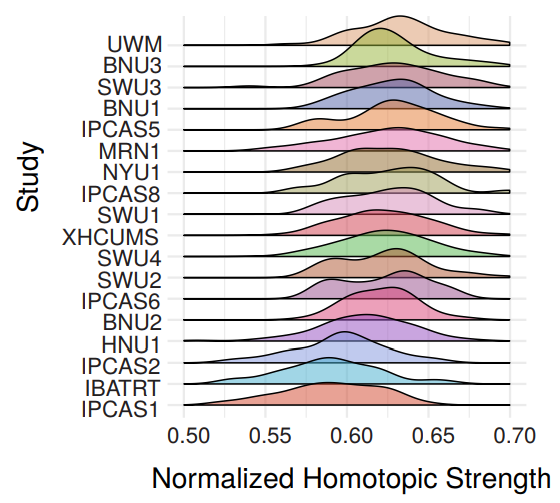 UWM
BNU3
SWU3
BNU1
IPCAS5
MRN1
NYU1
IPCAS8
SWU1
XHCUMS
SWU4
SWU2
IPCAS6
BNU2
HNU1
IPCAS2
IBATRT
IPCAS1
Study
0.50 0.55 0.60 0.65 0.70
Normalized Homotopic Strength